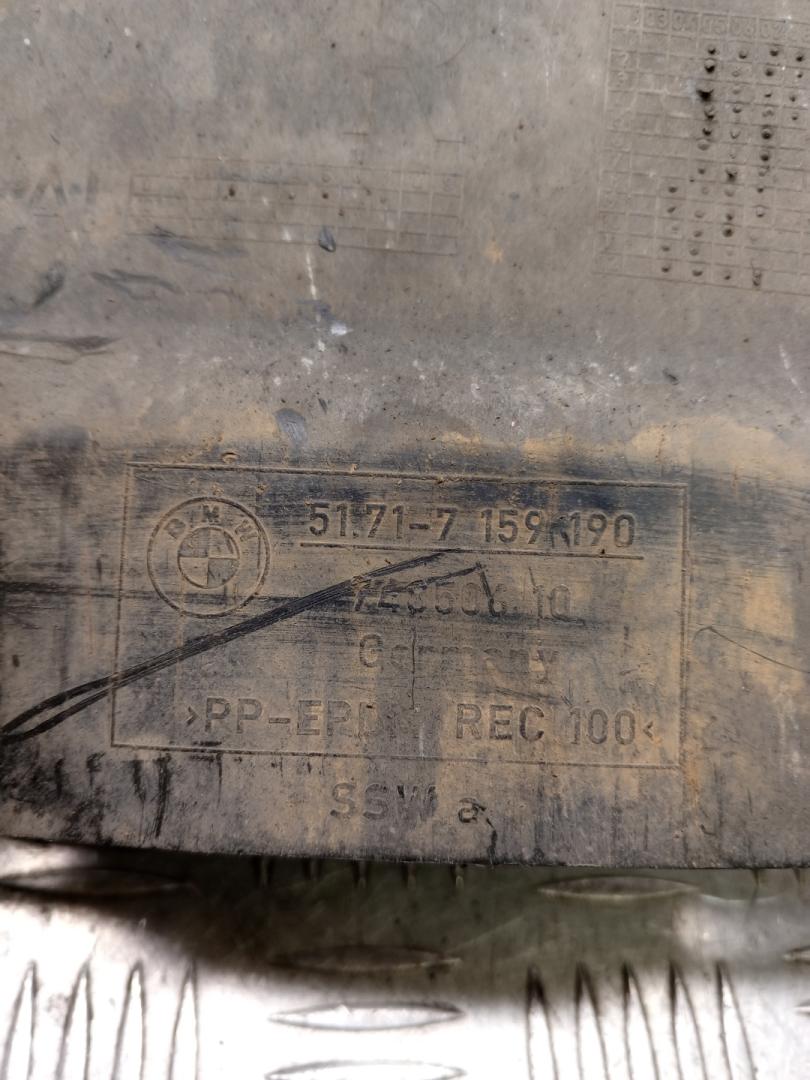 BMW
51.71-7 159 190
Germany
>PP-EPDM REC 100<
SSW a